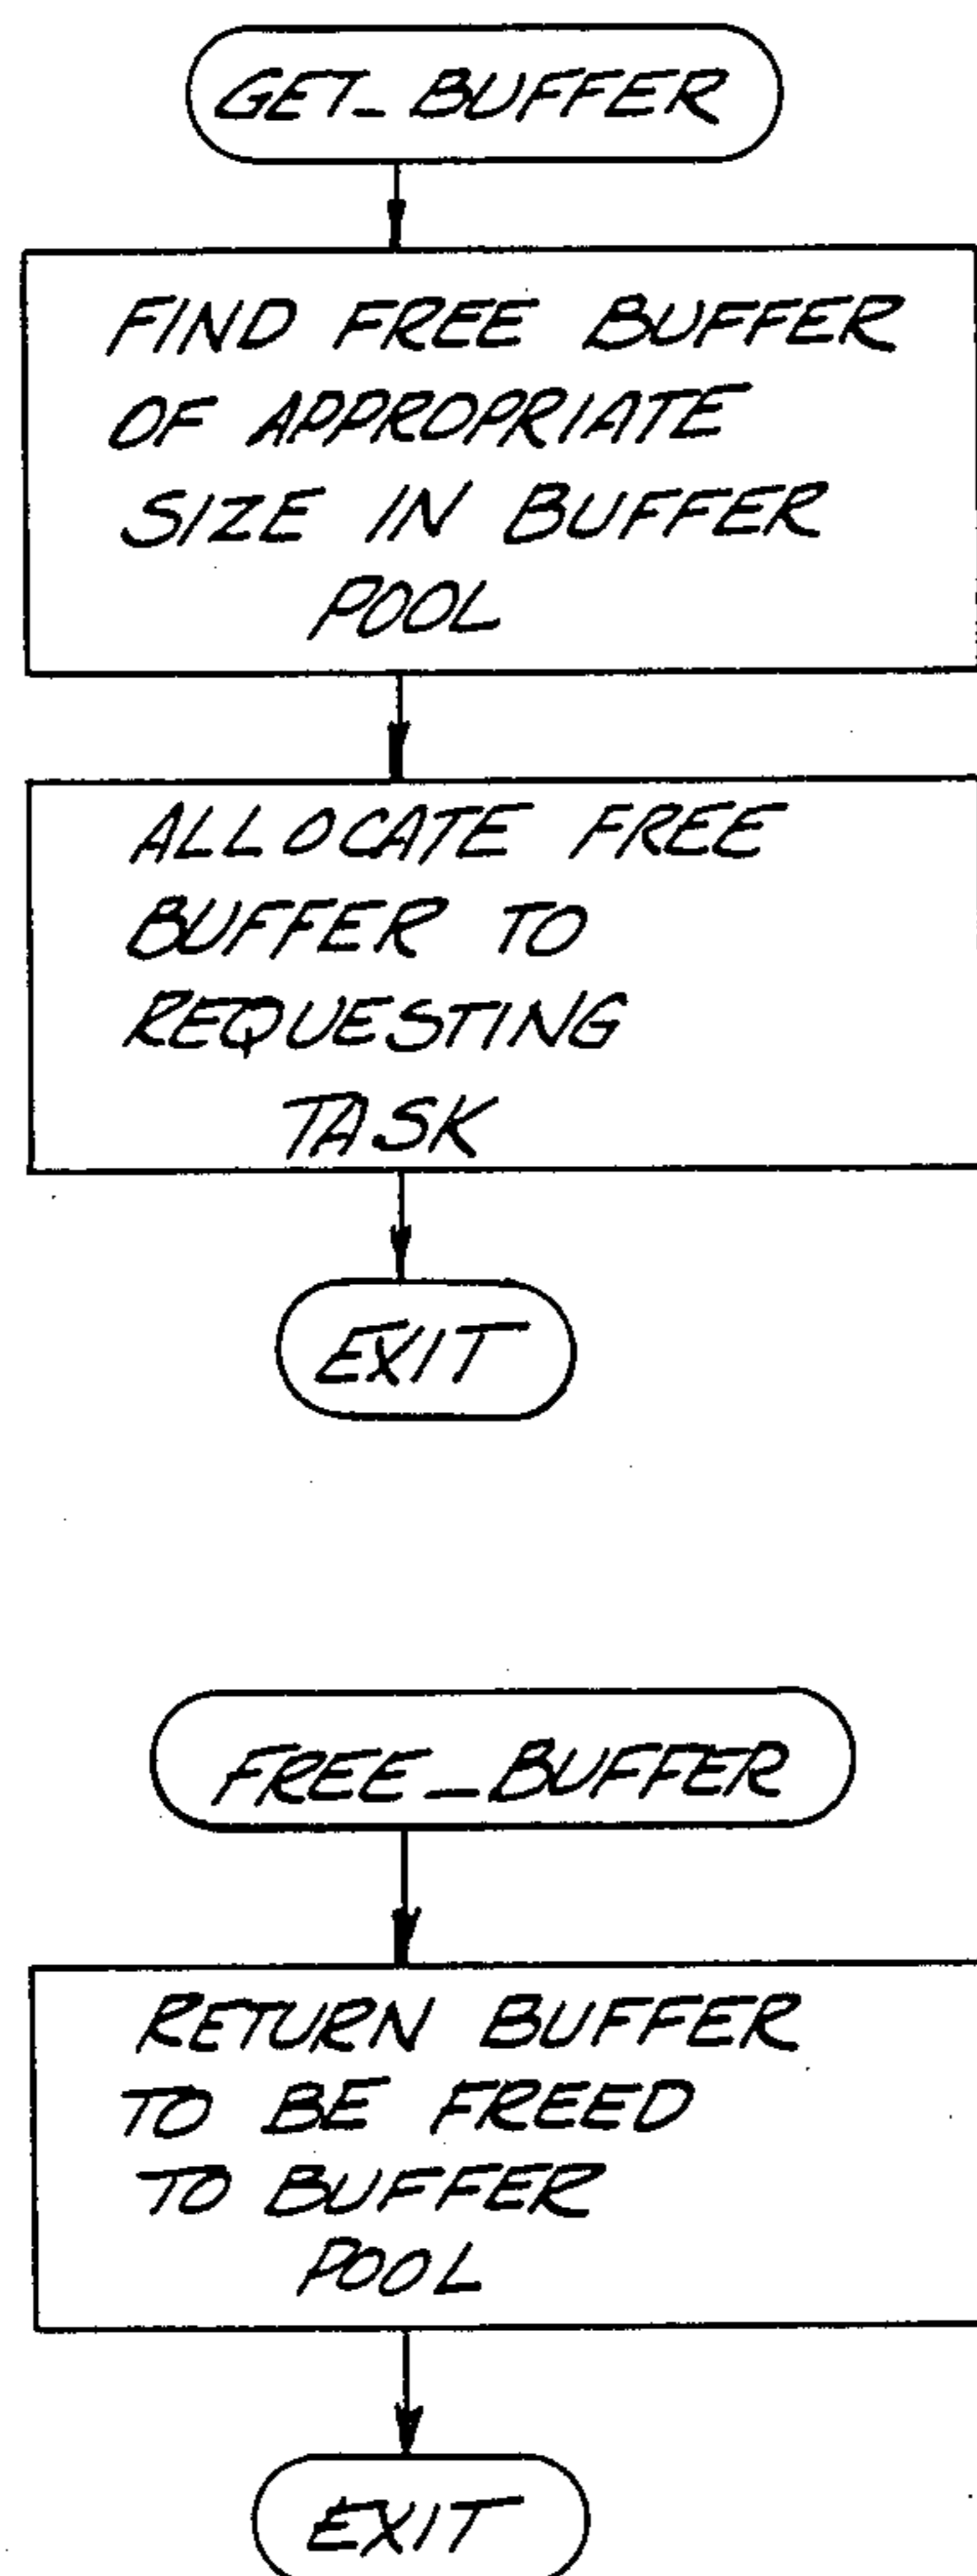 GET_BUFFER
FIND FREE BUFFER
OF APPROPRIATE
SIZE IN BUFFER
POOL
ALLOCATE FREE
BUFFER TO
REQUESTING
TASK
EXIT
FREE_BUFFER
RETURN BUFFER
TO BE FREED
TO BUFFER
POOL
EXIT